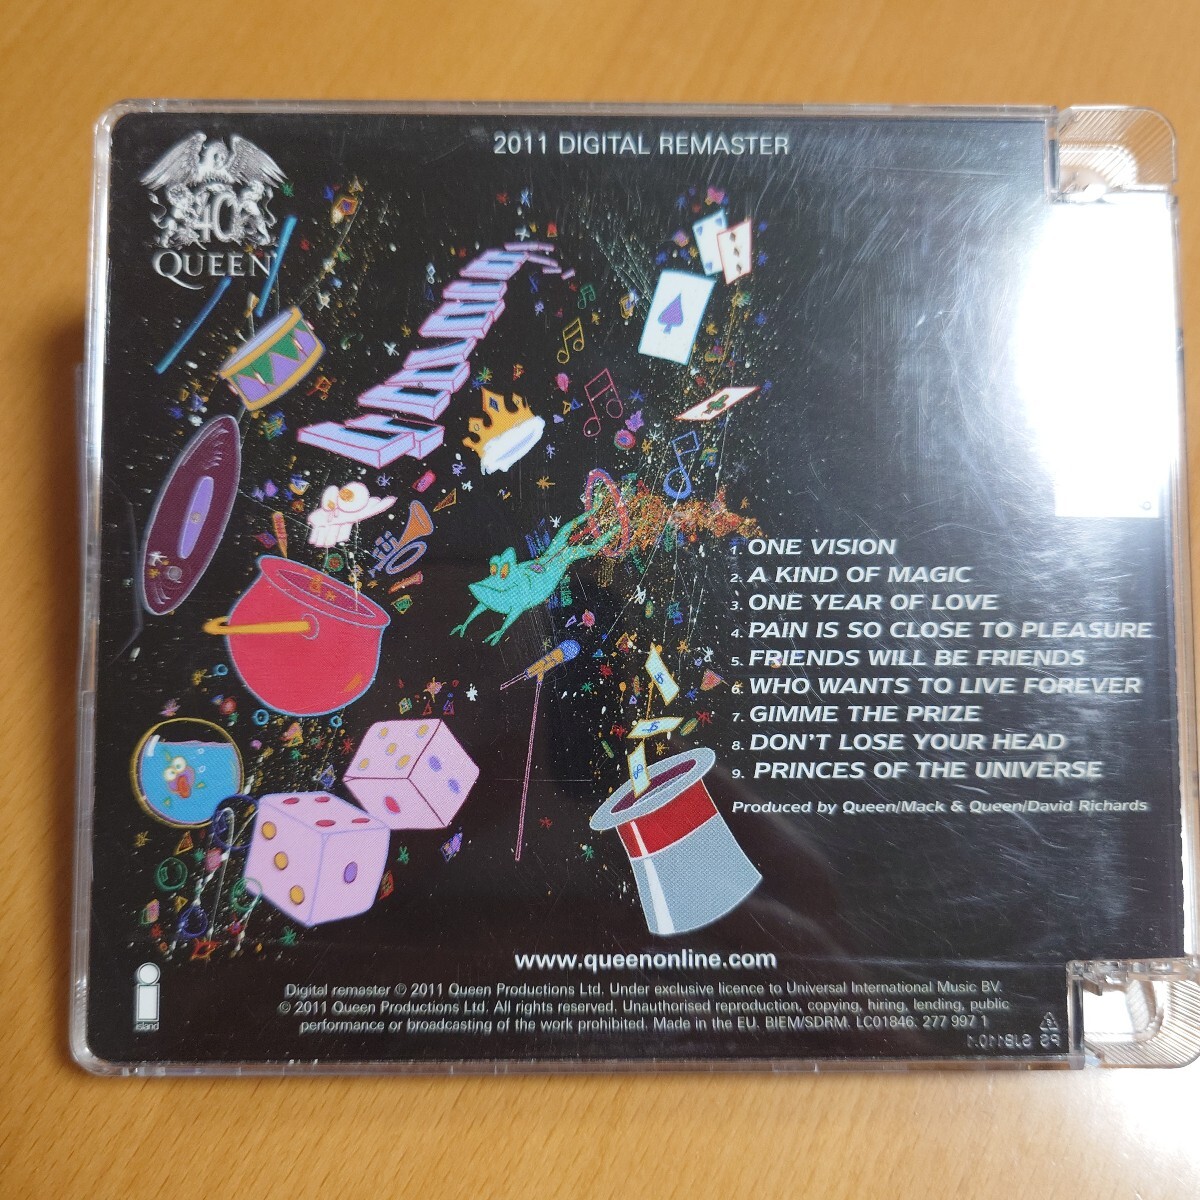 2011 DIGITAL REMASTER
40
QUEEN
1. ONE VISION
2. A KIND OF MAGIC
3. ONE YEAR OF LOVE
4. PAIN IS SO CLOSE TO PLEASURE
5. FRIENDS WILL BE FRIENDS
6. WHO WANTS TO LIVE FOREVER
7. GIMME THE PRIZE
8. DON'T LOSE YOUR HEAD
9. PRINCES OF THE UNIVERSE
Produced by Queen/Mack & Queen/David Richards
www.queenonline.com
island
Digital remaster ℗ 2011 Queen Productions Ltd. Under exclusive licence to Universal International Music BV.
© 2011 Queen Productions Ltd. All rights reserved. Unauthorised reproduction, copying, hiring, lending, public
performance or broadcasting of the work prohibited. Made in the EU. BIEM/SDRM. LC01846. 277 997 1